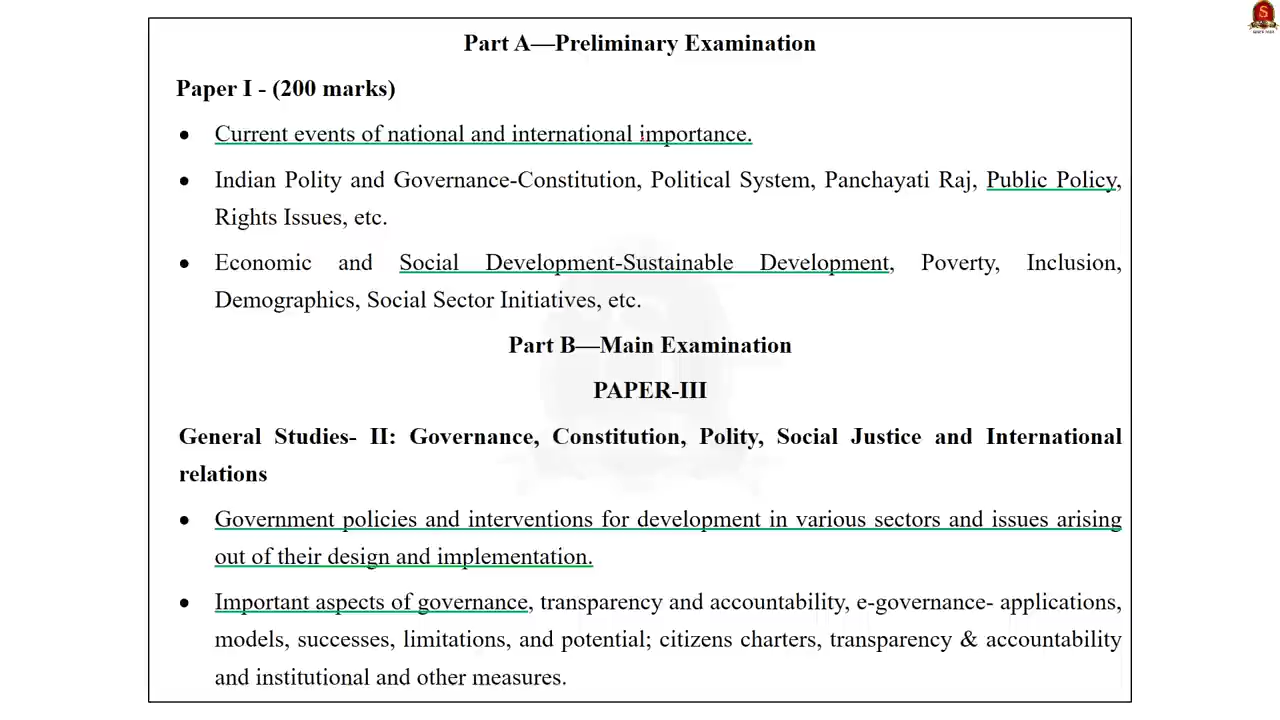 Part A—Preliminary Examination
Paper I - (200 marks)
● Current events of national and international importance.
● Indian Polity and Governance-Constitution, Political System, Panchayati Raj, Public Policy,
Rights Issues, etc.
● Economic and Social Development-Sustainable Development, Poverty, Inclusion,
Demographics, Social Sector Initiatives, etc.
Part B—Main Examination
PAPER-III
General Studies- II: Governance, Constitution, Polity, Social Justice and International
relations
● Government policies and interventions for development in various sectors and issues arising
out of their design and implementation.
● Important aspects of governance, transparency and accountability, e-governance- applications,
models, successes, limitations, and potential; citizens charters, transparency & accountability
and institutional and other measures.